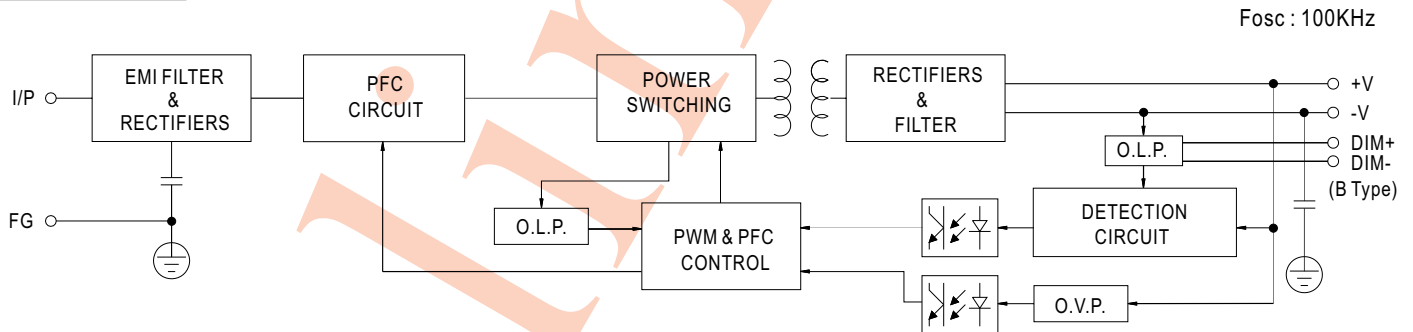 Fosc : 100KHz
I/P
EMI FILTER
&
RECTIFIERS
PFC
CIRCUIT
POWER
SWITCHING
RECTIFIERS
&
FILTER
+V
-V
O.L.P.
DIM+
DIM-
(B Type)
FG
O.L.P.
PWM & PFC
CONTROL
DETECTION
CIRCUIT
O.V.P.